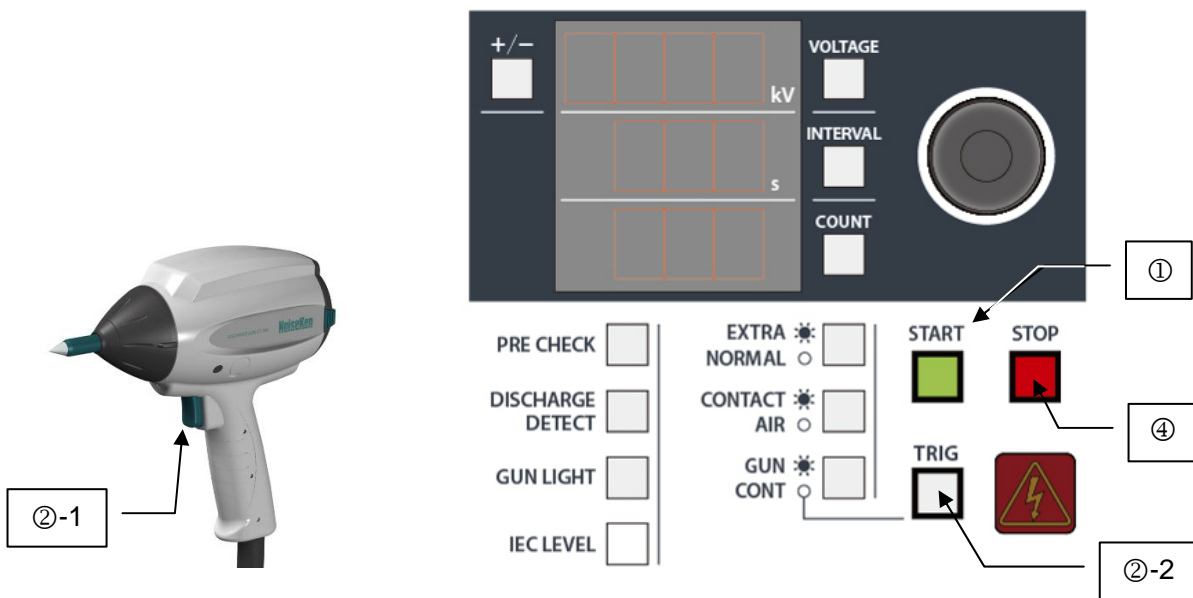 +/−
VOLTAGE
kV
INTERVAL
s
COUNT
①
PRE CHECK
EXTRA
NORMAL
START
STOP
DISCHARGE
DETECT
CONTACT
AIR
④
GUN LIGHT
GUN
CONT
TRIG
IEC LEVEL
②-2
NoiseKen
②-1